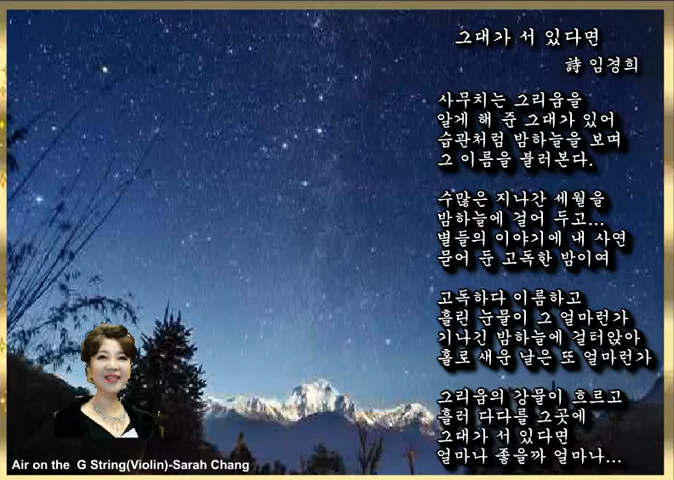 그대가 서 있다면
詩 임경희
사무치는 그리움을
알게 해 준 그대가 있어
습관처럼 밤하늘을 보며
그 이름을 불러본다.
수많은 지나간 세월을
밤하늘에 걸어 두고...
별들의 이야기에 내 사연
묻어 둔 고독한 밤이여
고독하다 이름하고
흘린 눈물이 그 얼마런가
기나긴 밤하늘에 걸터앉아
홀로 새운 날은 또 얼마런가
그리움의 강물이 흐르고
흘러 다다를 그곳에
그대가 서 있다면
얼마나 좋을까 얼마나...
Air on the G String(Violin)-Sarah Chang